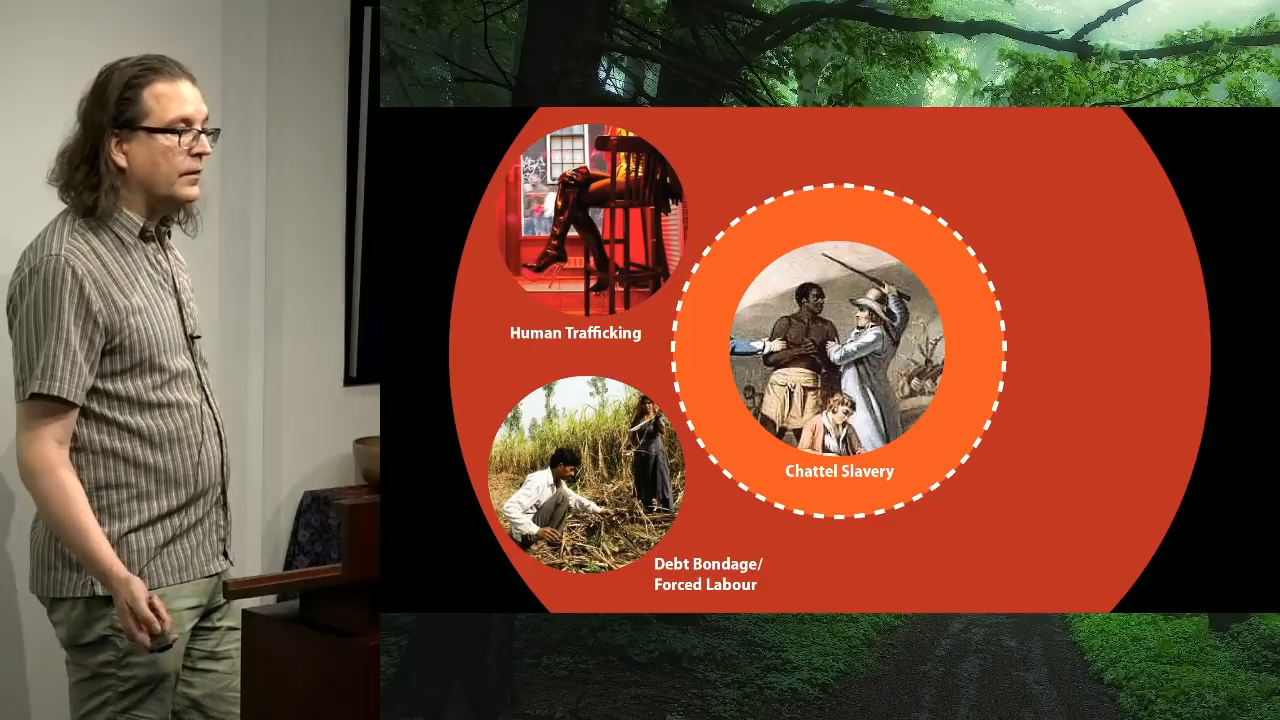 Human Trafficking
Chattel Slavery
Debt Bondage/
Forced Labour